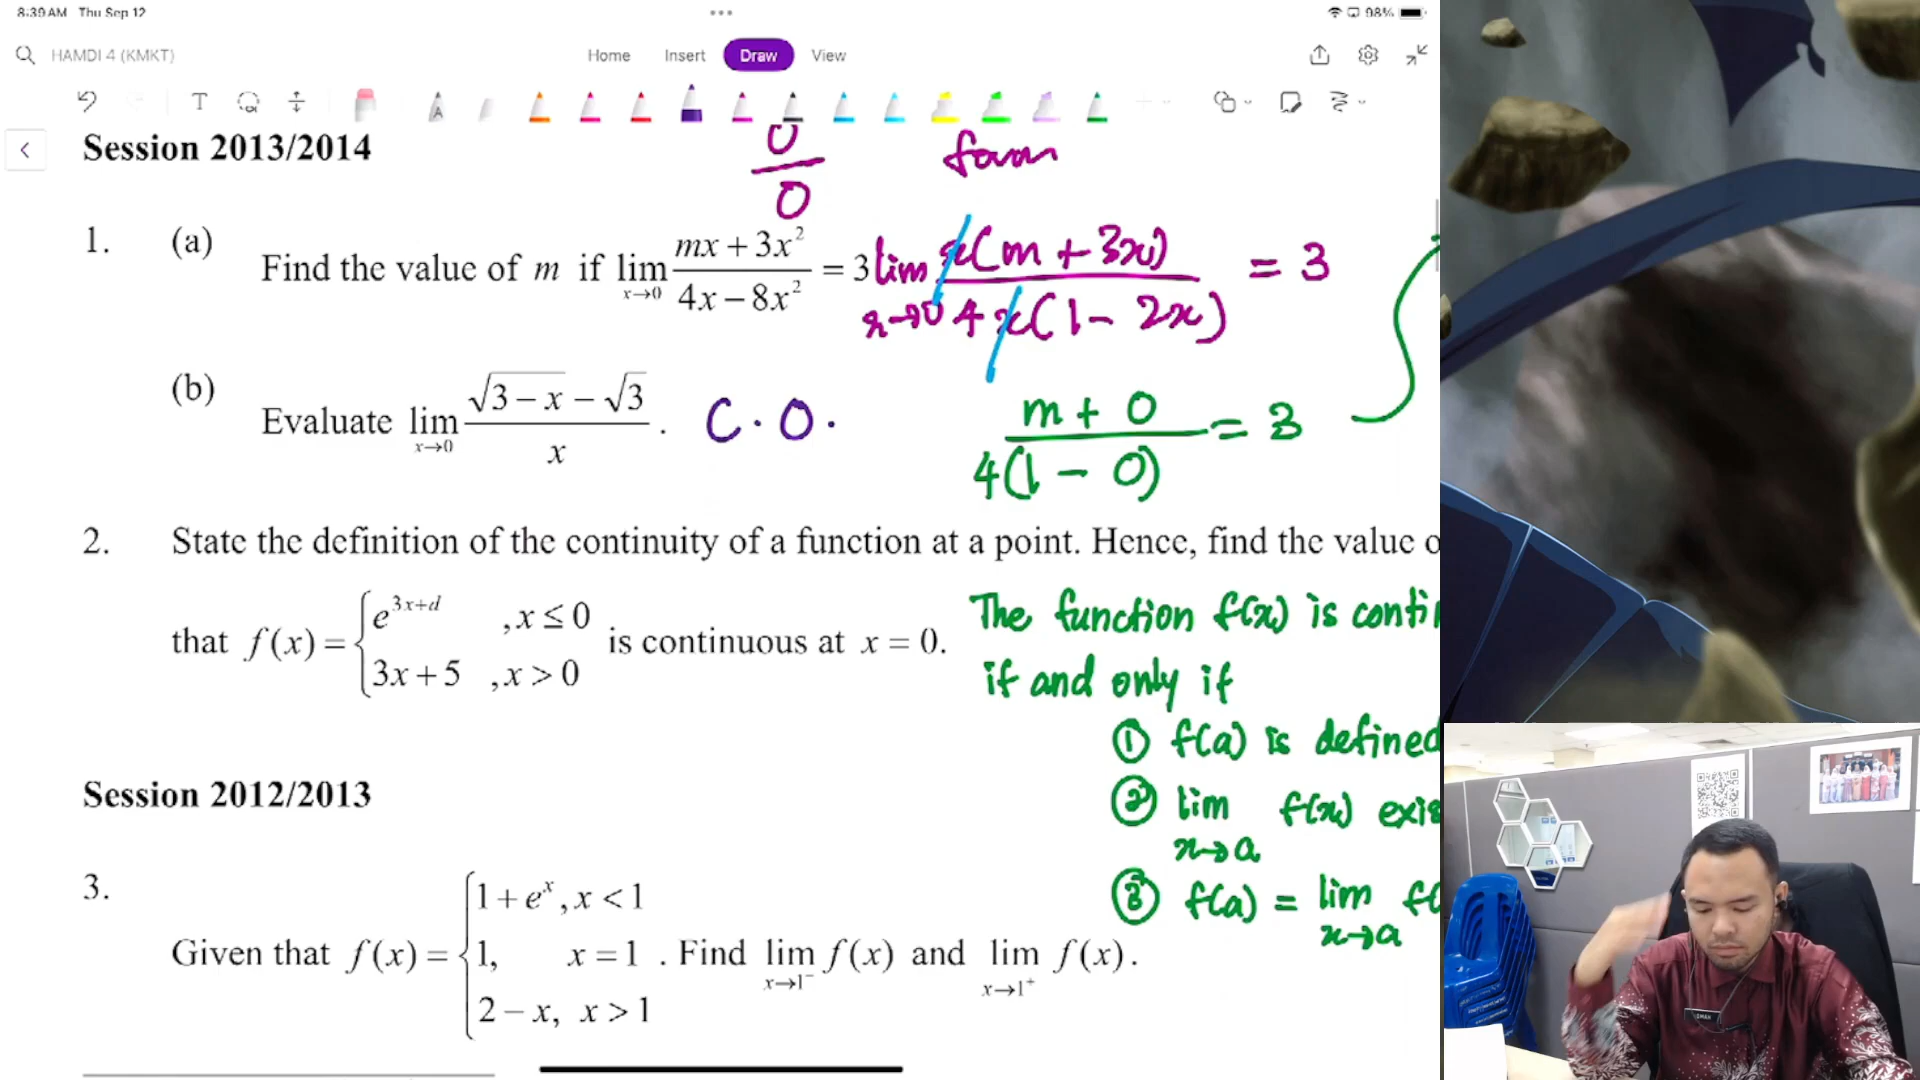 8:39 AM Thu Sep 12
98%
HAMDI 4 (KMKT)
Home Insert Draw View
Session 2013/2014
0/0 form
1. (a) Find the value of m if lim x→0 (mx + 3x²)/(4x − 8x²) = 3
lim x→0 x(m + 3x)/4x(1 − 2x) = 3
(m + 0)/4(1 − 0) = 3
(b) Evaluate lim x→0 (√(3 − x) − √3)/x .
C.O.
2. State the definition of the continuity of a function at a point. Hence, find the value o
that f(x) = { e^(3x+d) , x ≤ 0
3x + 5 , x > 0
is continuous at x = 0.
The function f(x) is conti
if and only if
① f(a) is defined
② lim x→a f(x) exis
③ f(a) = lim x→a f(
Session 2012/2013
3. Given that f(x) = { 1 + e^x , x < 1
1, x = 1
2 − x, x > 1
. Find lim x→1⁻ f(x) and lim x→1⁺ f(x).